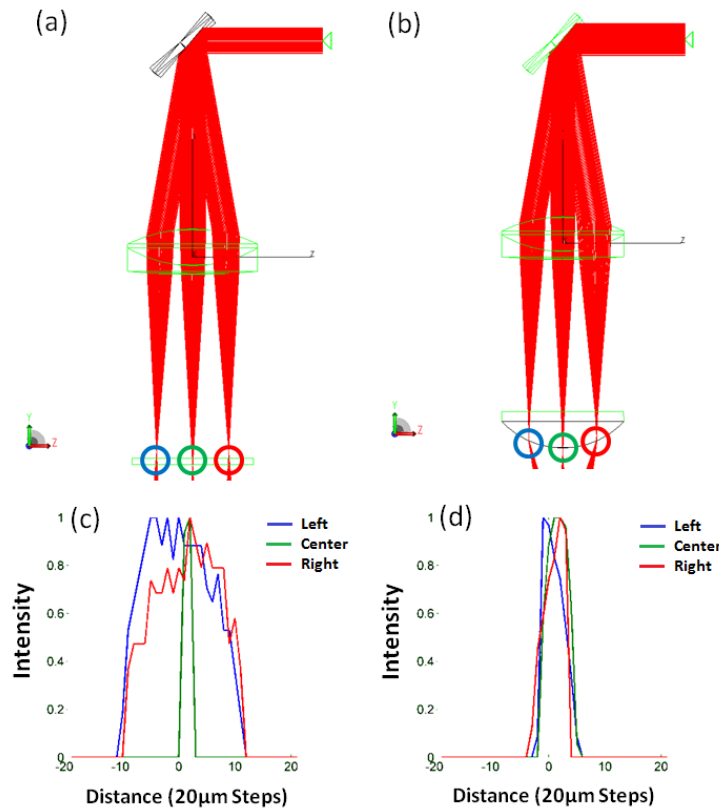 (a)
(b)
z
z
Y
Z
Y
Z
(c)
(d)
Left
Center
Right
Left
Center
Right
Intensity
1
0.8
0.6
0.4
0.2
0
-20
-10
0
10
20
Distance (20μm Steps)
Intensity
1
0.8
0.6
0.4
0.2
0
-20
-10
0
10
20
Distance (20μm Steps)